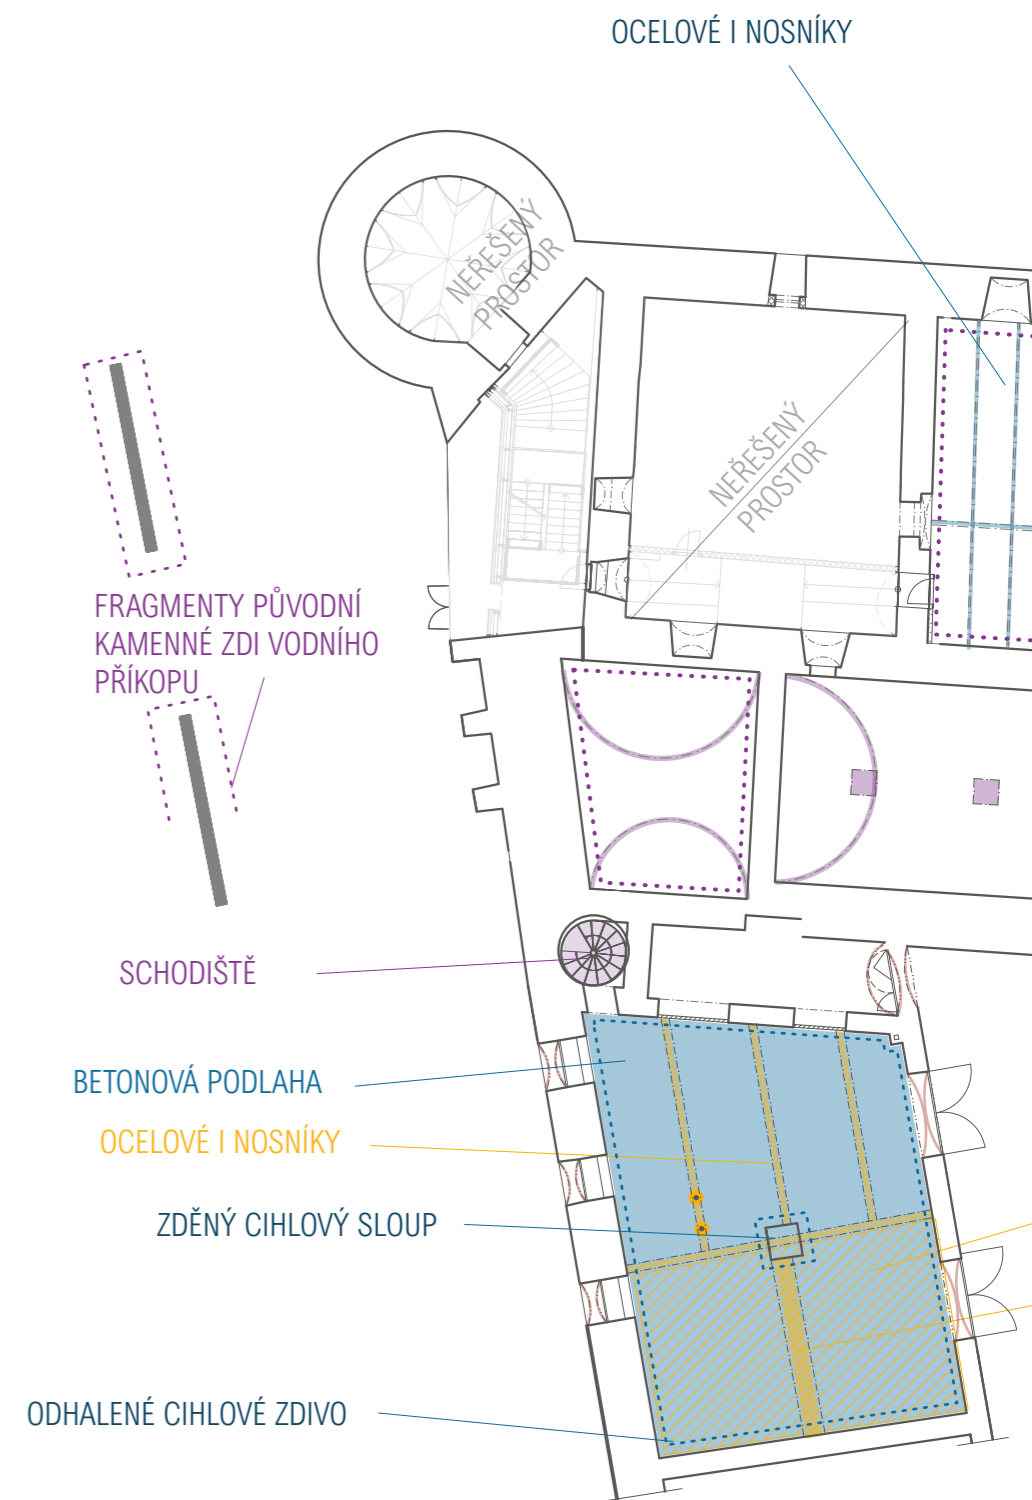 OCELOVÉ I NOSNÍKY
NEŘEŠENÝ
PROSTOR
NEŘEŠENÝ
PROSTOR
FRAGMENTY PŮVODNÍ
KAMENNÉ ZDI VODNÍHO
PŘÍKOPU
SCHODIŠTĚ
BETONOVÁ PODLAHA
OCELOVÉ I NOSNÍKY
ZDĚNÝ CIHLOVÝ SLOUP
ODHALENÉ CIHLOVÉ ZDIVO